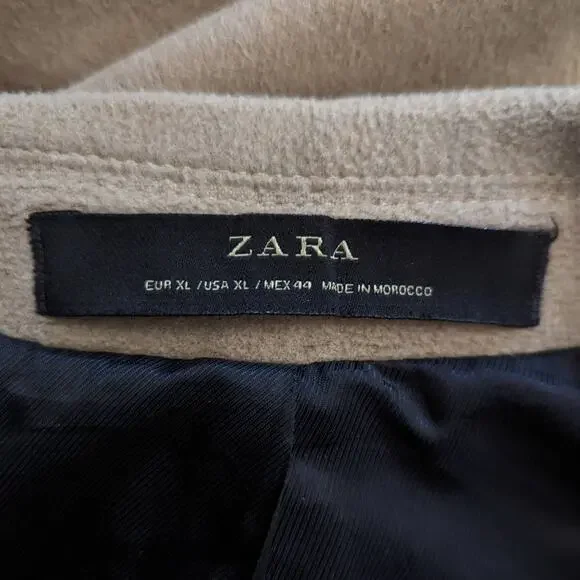 ZARA
EUR XL / USA XL / MEX 44 MADE IN MOROCCO